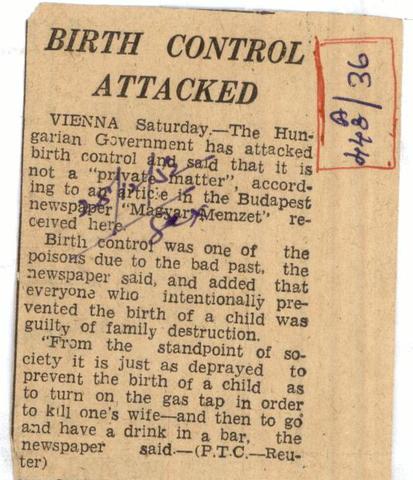 BIRTH CONTROL
ATTACKED
VIENNA Saturday.—The Hun-
garian Government has attacked
birth control and said that it is
not a "private matter", accord-
ing to an article in the Budapest
newspaper "Magyar Memzet" re-
ceived here.
Birth control was one of the
poisons due to the bad past, the
newspaper said, and added that
everyone who intentionally pre-
vented the birth of a child was
guilty of family destruction.
"From the standpoint of so-
ciety it is just as deprayed to
prevent the birth of a child as
to turn on the gas tap in order
to kill one's wife—and then to go
and have a drink in a bar, the
newspaper said.—(P.T.C.—Reu-
ter)
448/36